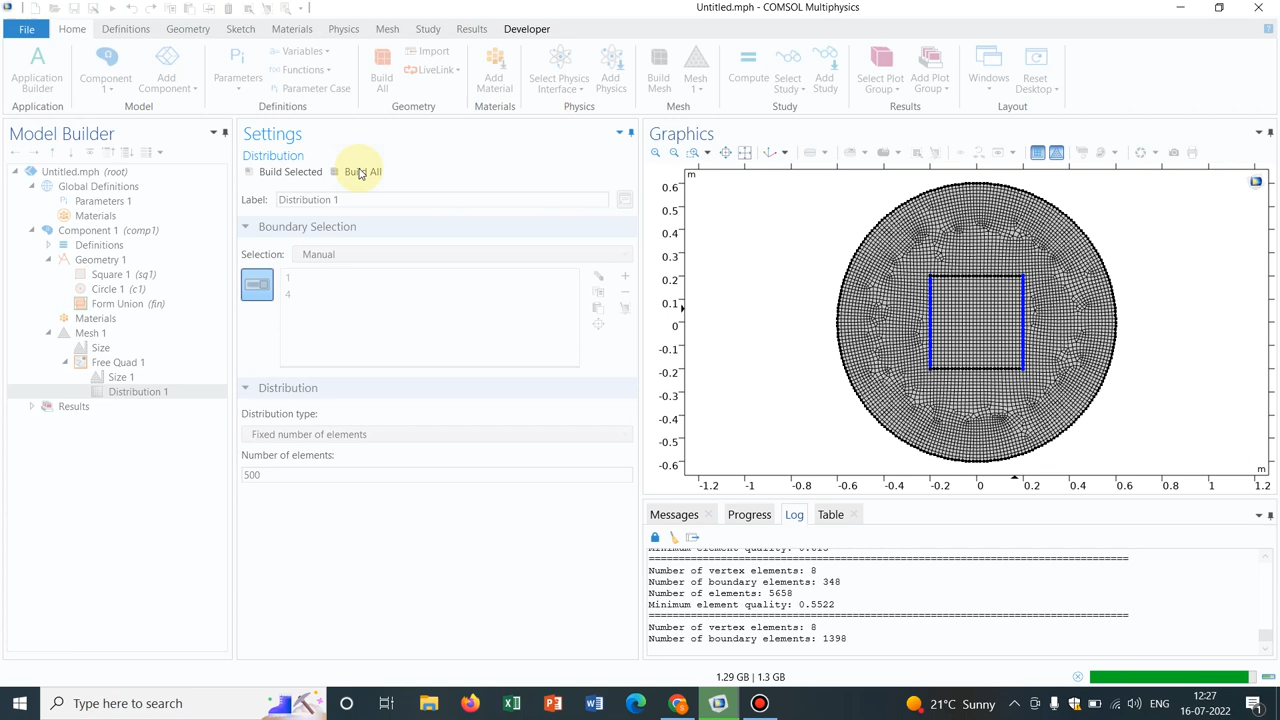 Untitled.mph - COMSOL Multiphysics
File Home Definitions Geometry Sketch Materials Physics Mesh Study Results Developer
Application Builder
Component 1
Add Component
Parameters
Variables
Functions
Parameter Case
Build All
Import
LiveLink
Add Material
Select Physics Interface
Add Physics
Build Mesh
Mesh 1
Compute
Select Study
Add Study
Select Plot Group
Add Plot Group
Windows
Reset Desktop
Application Model Definitions Geometry Materials Physics Mesh Study Results Layout
Model Builder
Untitled.mph (root)
Global Definitions
Parameters 1
Materials
Component 1 (comp1)
Definitions
Geometry 1
Square 1 (sq1)
Circle 1 (c1)
Form Union (fin)
Materials
Mesh 1
Size
Free Quad 1
Size 1
Distribution 1
Results
Settings
Distribution
Build Selected Build All
Label: Distribution 1
Boundary Selection
Selection: Manual
1
4
Distribution
Distribution type:
Fixed number of elements
Number of elements:
500
Graphics
m
0.6
0.5
0.4
0.3
0.2
0.1
0
-0.1
-0.2
-0.3
-0.4
-0.5
-0.6
m
-1.2 -1 -0.8 -0.6 -0.4 -0.2 0 0.2 0.4 0.6 0.8 1 1.2
Messages Progress Log Table
Number of vertex elements: 8
Number of boundary elements: 348
Number of elements: 5658
Minimum element quality: 0.5522
Number of vertex elements: 8
Number of boundary elements: 1398
1.29 GB | 1.3 GB
Type here to search
21°C Sunny
ENG
12:27
16-07-2022